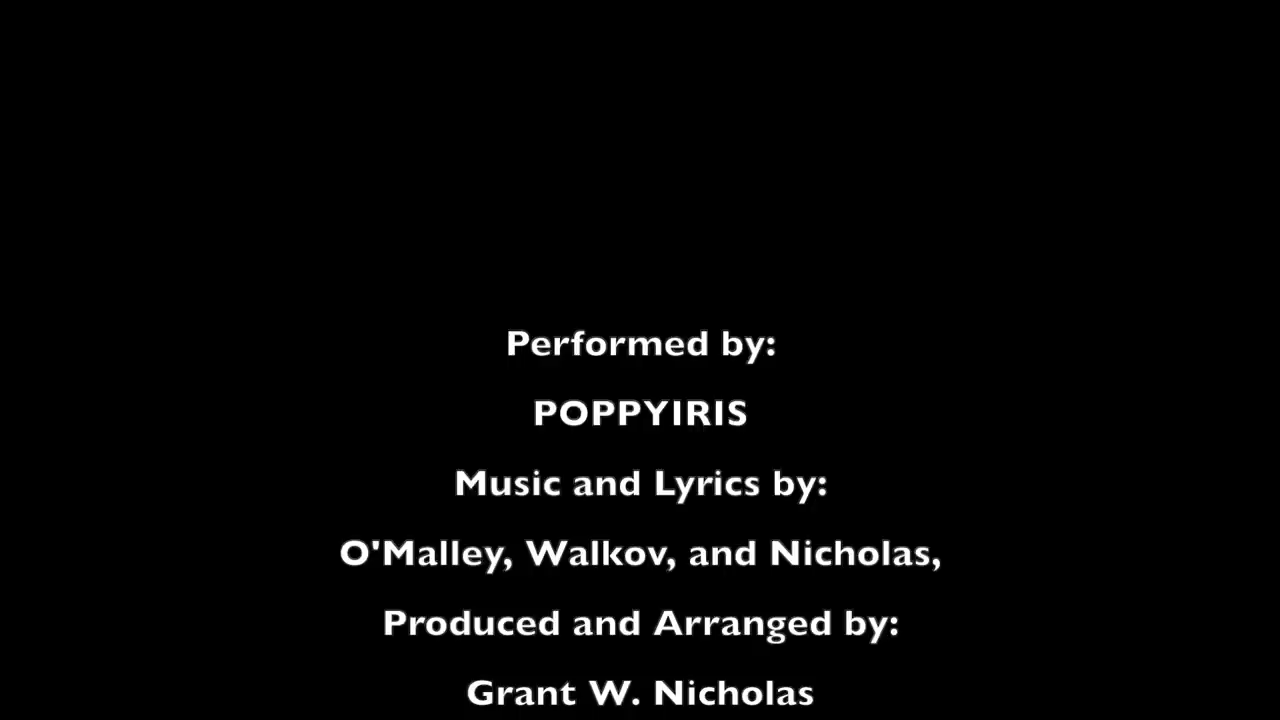 Performed by:
POPPYIRIS
Music and Lyrics by:
O'Malley, Walkov, and Nicholas,
Produced and Arranged by:
Grant W. Nicholas